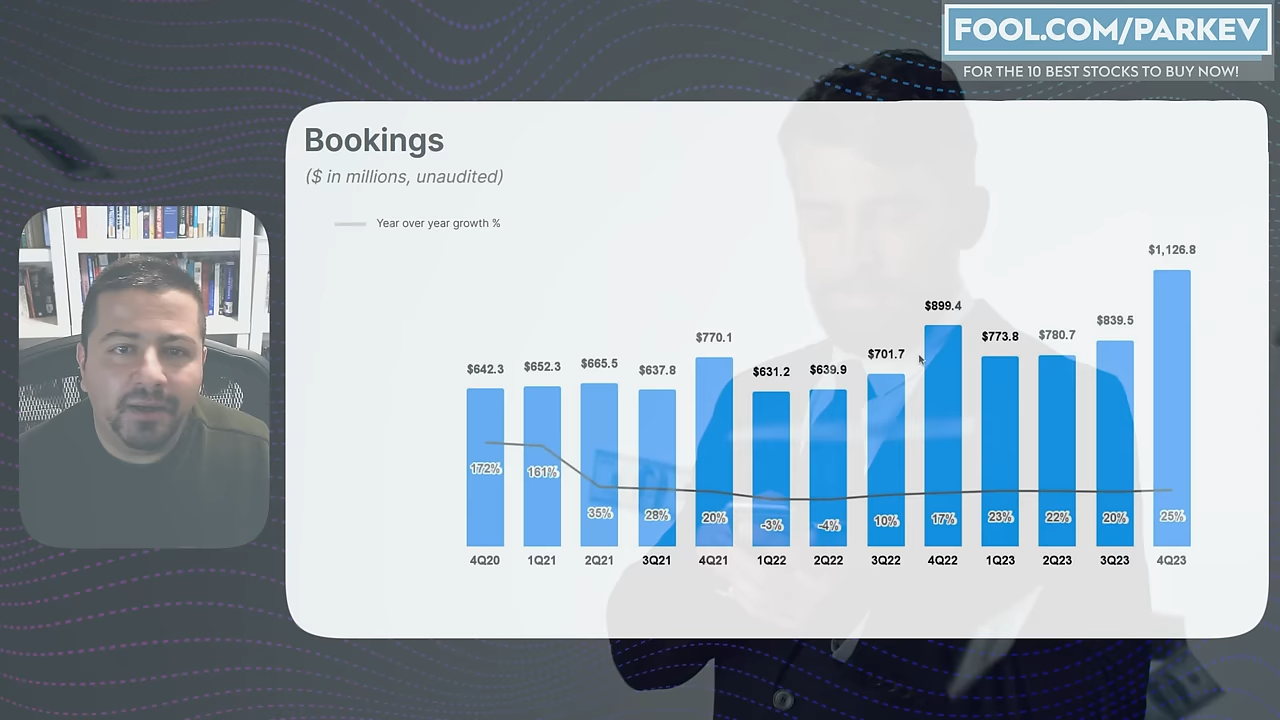 FOOL.COM/PARKEV
FOR THE 10 BEST STOCKS TO BUY NOW!
Bookings
($ in millions, unaudited)
Year over year growth %
$642.3 $652.3 $665.5 $637.8 $770.1 $631.2 $639.9 $701.7 $899.4 $773.8 $780.7 $839.5 $1,126.8
172% 161% 35% 28% 20% -3% -4% 10% 17% 23% 22% 20% 25%
4Q20 1Q21 2Q21 3Q21 4Q21 1Q22 2Q22 3Q22 4Q22 1Q23 2Q23 3Q23 4Q23